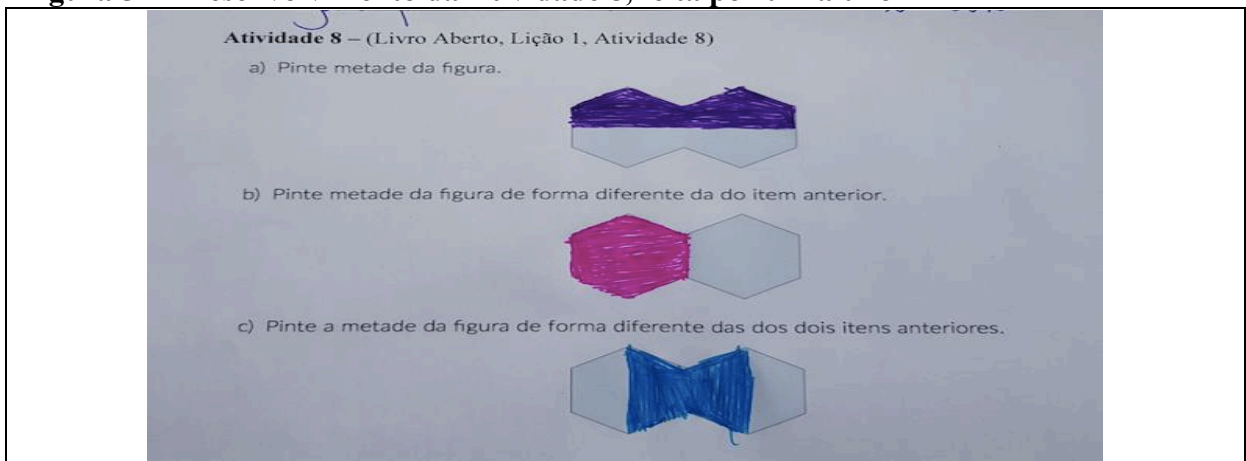 Atividade 8 – (Livro Aberto, Lição 1, Atividade 8)
a) Pinte metade da figura.
b) Pinte metade da figura de forma diferente da do item anterior.
c) Pinte a metade da figura de forma diferente das dos dois itens anteriores.